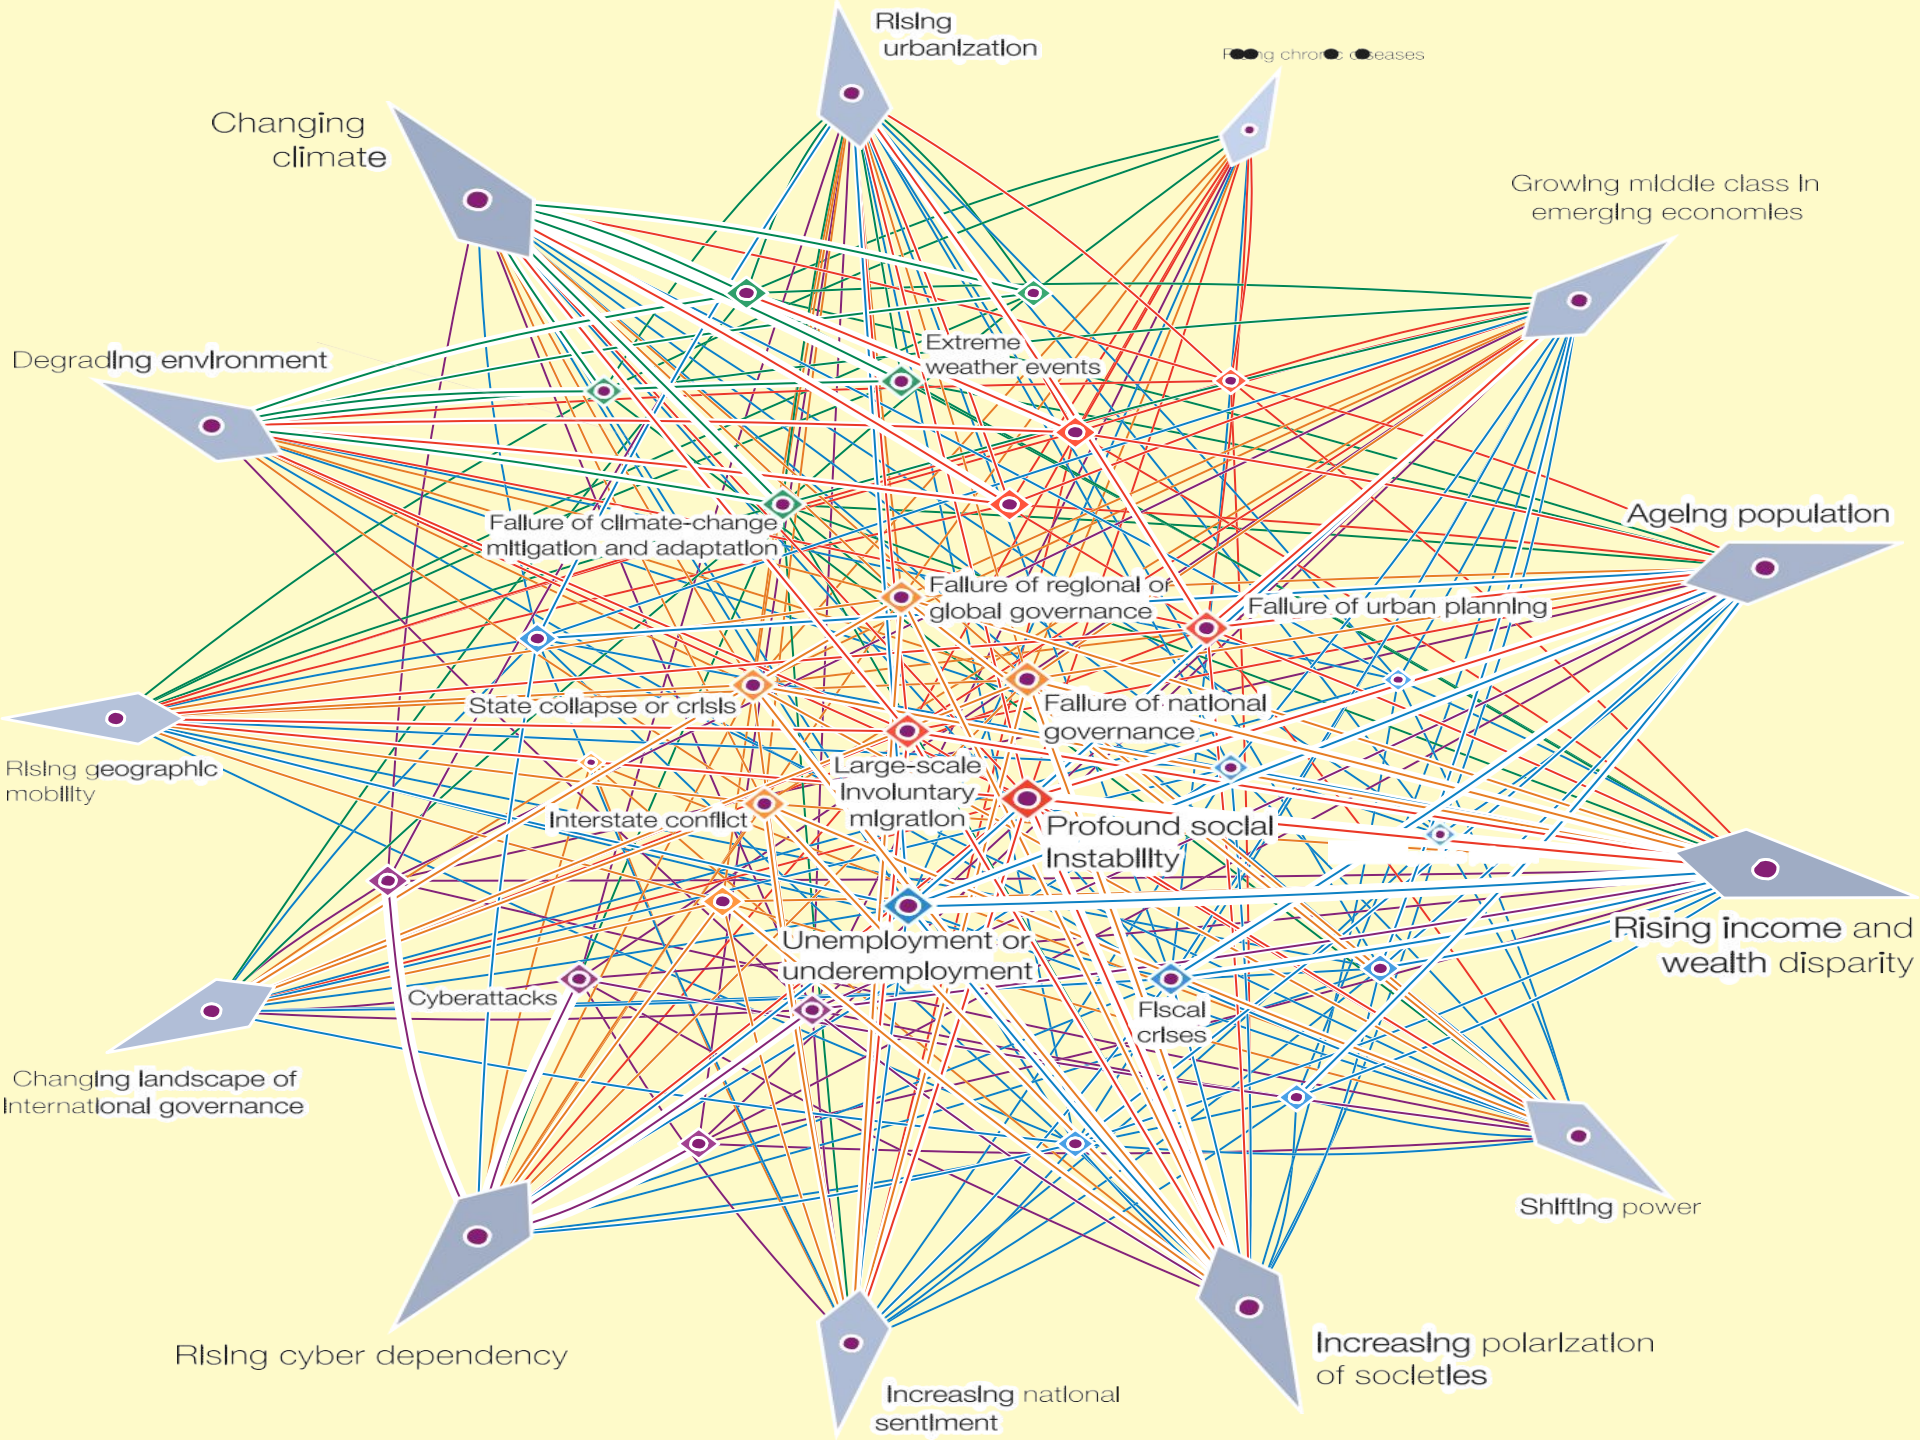 Rising
urbanization
chronic diseases
Changing
climate
Growing middle class in
emerging economies
Degrading environment
Extreme
weather events
Ageing population
Failure of climate-change
mitigation and adaptation
Failure of regional or
global governance
Failure of urban planning
State collapse or crisis
Failure of national
governance
Rising geographic
mobility
Large-scale
involuntary
migration
Interstate conflict
Profound social
instability
Rising income and
wealth disparity
Unemployment or
underemployment
Cyberattacks
Fiscal
crises
Changing landscape of
international governance
Shifting power
Rising cyber dependency
Increasing polarization
of societies
Increasing national
sentiment